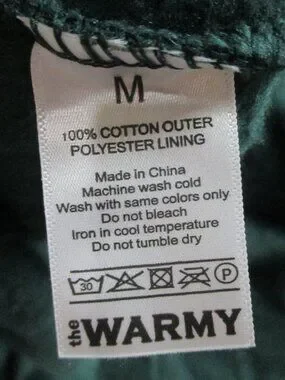 M
100% COTTON OUTER
POLYESTER LINING
Made in China
Machine wash cold
Wash with same colors only
Do not bleach
Iron in cool temperature
Do not tumble dry
30 P
the WARMY